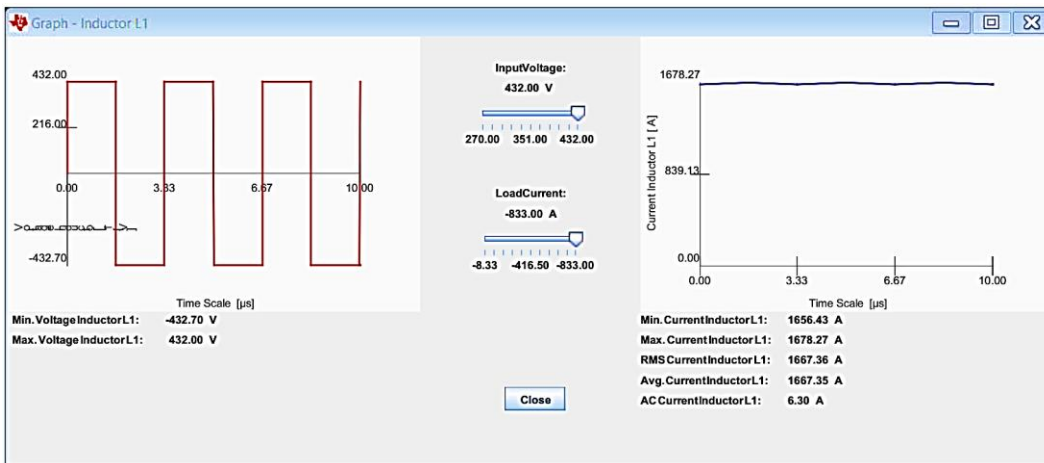 Graph - Inductor L1
432.00
216.00
0.00 3.33 6.67 10.00
-432.70
Time Scale [µs]
Min. Voltage Inductor L1: -432.70 V
Max. Voltage Inductor L1: 432.00 V
InputVoltage:
432.00 V
270.00 351.00 432.00
LoadCurrent:
-833.00 A
-8.33 -416.50 -833.00
Close
1678.27
839.13
0.00
Current Inductor L1 [A]
0.00 3.33 6.67 10.00
Time Scale [µs]
Min. Current Inductor L1: 1656.43 A
Max. Current Inductor L1: 1678.27 A
RMS Current Inductor L1: 1667.36 A
Avg. Current Inductor L1: 1667.35 A
AC Current Inductor L1: 6.30 A